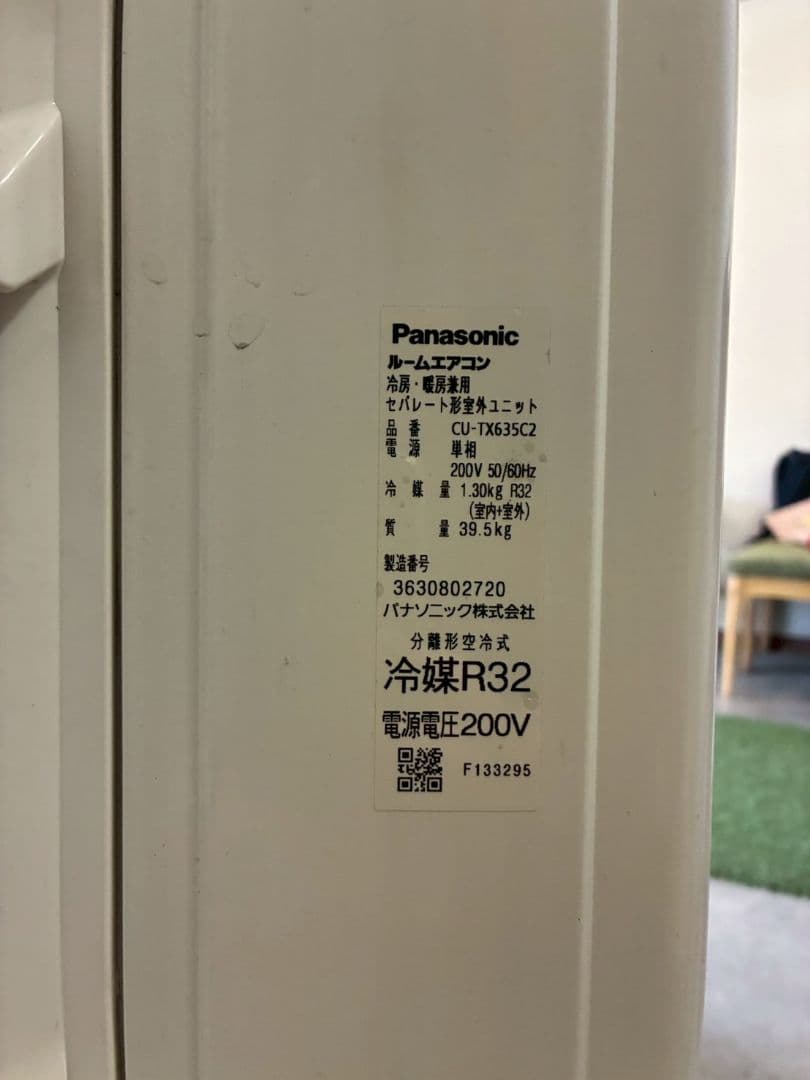 Panasonic
ルームエアコン
冷房・暖房兼用
セパレート形室外ユニット
品番 CU-TX635C2
電源 単相
200V 50/60Hz
冷媒量 1.30kg R32
(室内+室外)
質量 39.5kg
製造番号
3630802720
パナソニック株式会社
分離形空冷式
冷媒R32
電源電圧200V
F133295